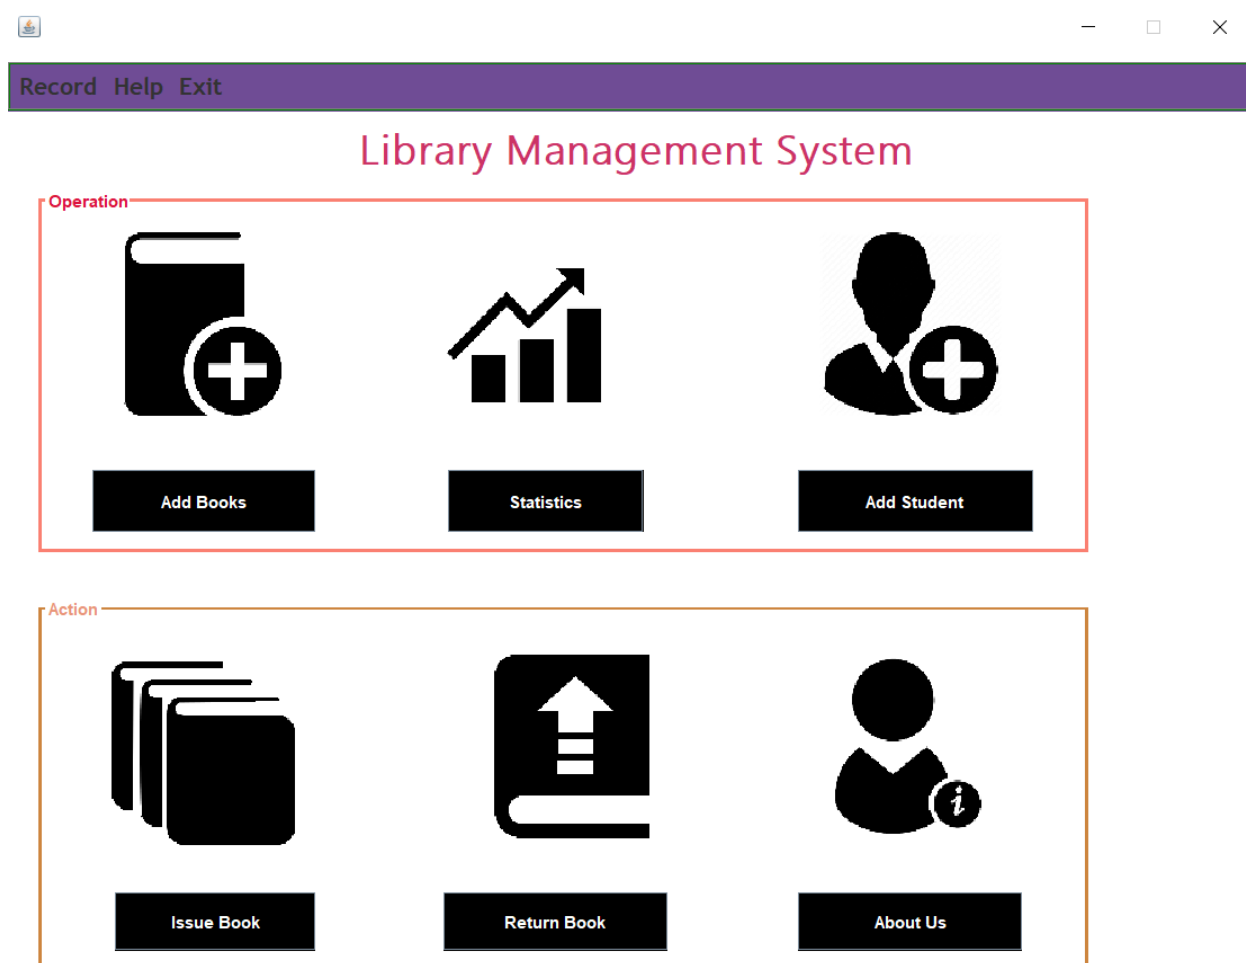 Record Help Exit
Library Management System
Operation
Add Books Statistics Add Student
Action
i
Issue Book Return Book About Us